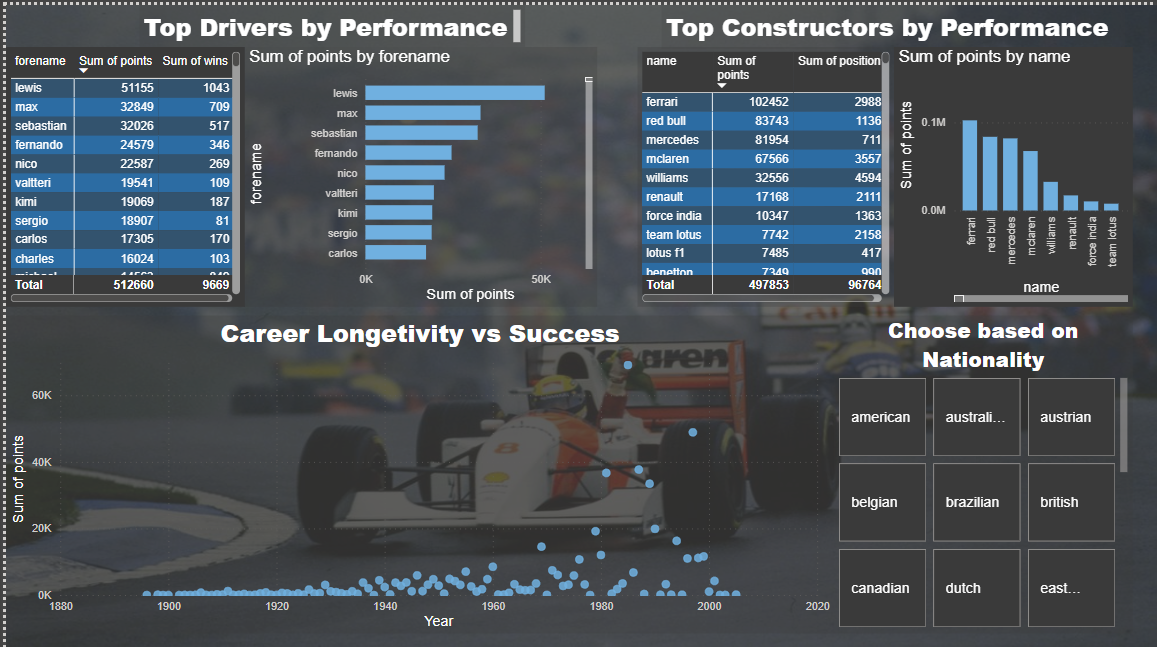 Top Drivers by Performance
forename Sum of points Sum of wins
lewis 51155 1043
max 32849 709
sebastian 32026 517
fernando 24579 346
nico 22587 269
valtteri 19541 109
kimi 19069 187
sergio 18907 81
carlos 17305 170
charles 16024 103
Total 512660 9669
Sum of points by forename
forename
lewis
max
sebastian
fernando
nico
valtteri
kimi
sergio
carlos
0K 50K
Sum of points
Top Constructors by Performance
name Sum of points Sum of position
ferrari 102452 2988
red bull 83743 1136
mercedes 81954 711
mclaren 67566 3557
williams 32556 4594
renault 17168 2111
force india 10347 1363
team lotus 7742 2158
lotus f1 7485 417
benetton 7349 990
Total 497853 96764
Sum of points by name
Sum of points
0.1M
0.0M
ferrari
red bull
mercedes
mclaren
williams
renault
force india
team lotus
name
Career Longetivity vs Success
Sum of points
60K
40K
20K
0K
1880 1900 1920 1940 1960 1980 2000 2020
Year
8
Choose based on
Nationality
american australi... austrian
belgian brazilian british
canadian dutch east...